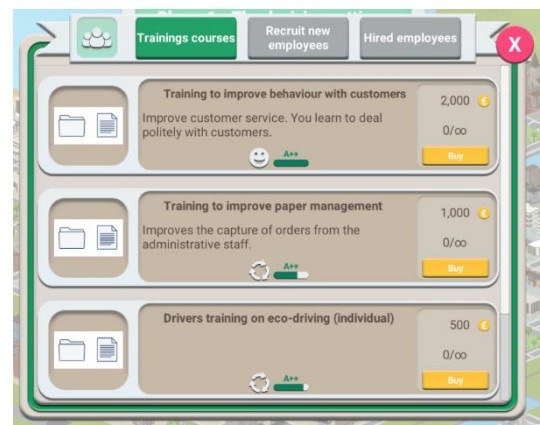 Trainings courses
Recruit new
employees
Hired employees
X
Training to improve behaviour with customers
Improve customer service. You learn to deal
politely with customers.
A++
2,000
0/∞
Buy
Training to improve paper management
Improves the capture of orders from the
administrative staff.
A++
1,000
0/∞
Buy
Drivers training on eco-driving (individual)
A++
500
0/∞
Buy